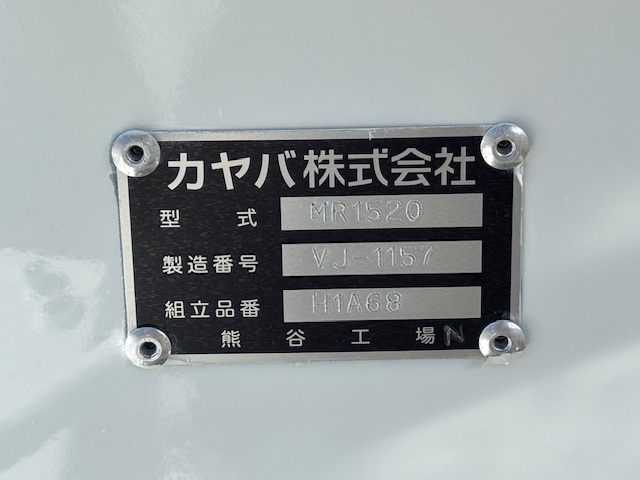 カヤバ株式会社
型式 MR1520
製造番号 VJ-1157
組立品番 H1A68
熊谷工場 N